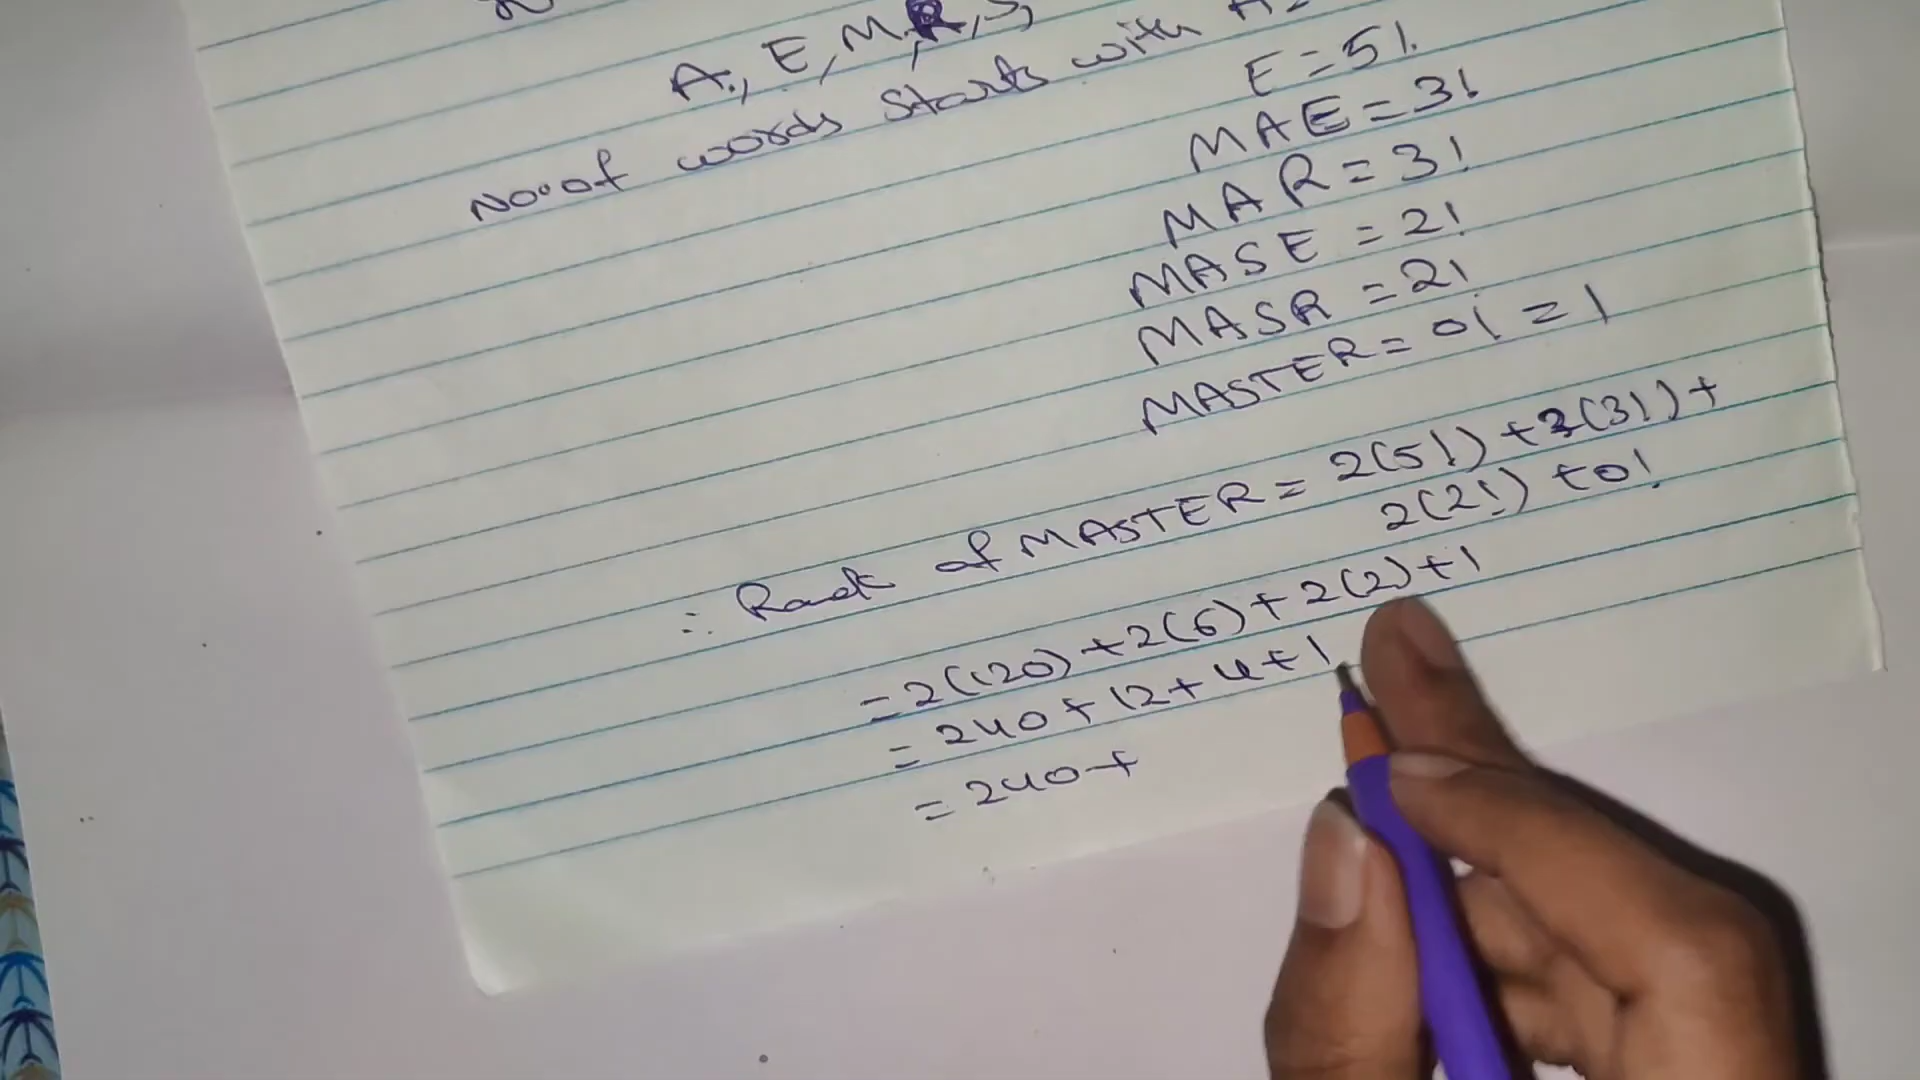 A, E, M, R, S,
No. of words starts with A =
E = 5!
MAE = 3!
MAR = 3!
MASE = 2!
MASR = 2!
MASTER = 0! = 1
∴ Rank of MASTER = 2(5!) + 2(3!) +
2(2!) + 0!
= 2(120) + 2(6) + 2(2) + 1
= 240 + 12 + 4 + 1
= 240 +